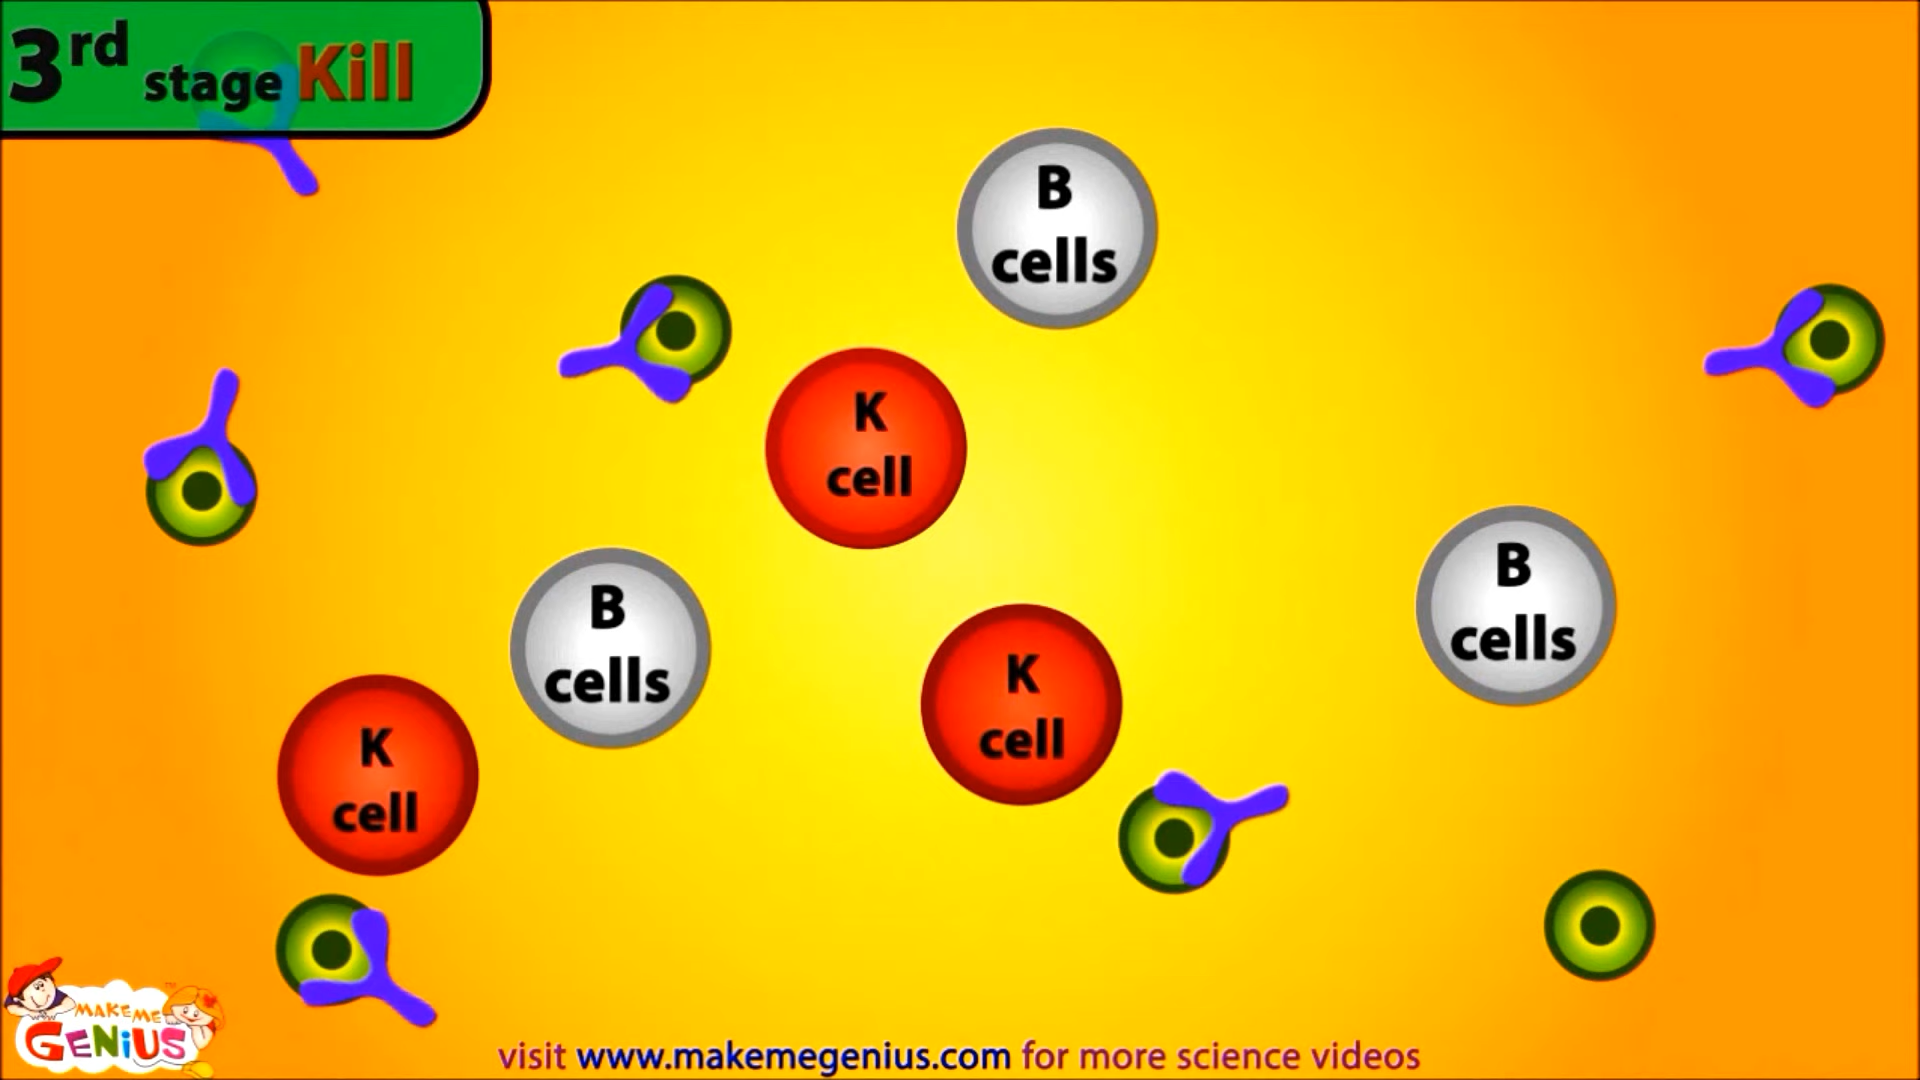 3rd stage Kill
B
cells
K
cell
B
cells
B
cells
K
cell
K
cell
MAKE ME
GENiUS
TM
visit www.makemegenius.com for more science videos